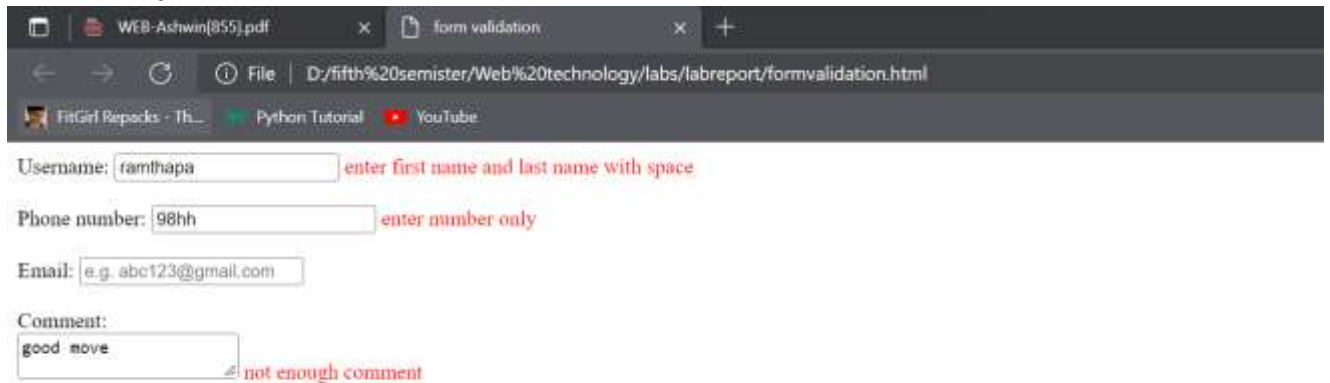 WEB-Ashwin(855).pdf form validation
File D:/fifth%20semister/Web%20technology/labs/labreport/formvalidation.html
FitGirl Repacks - Th... Python Tutorial YouTube
Username: ramthapa enter first name and last name with space
Phone number: 98hh enter number only
Email: e.g. abc123@gmail.com
Comment:
good move
not enough comment